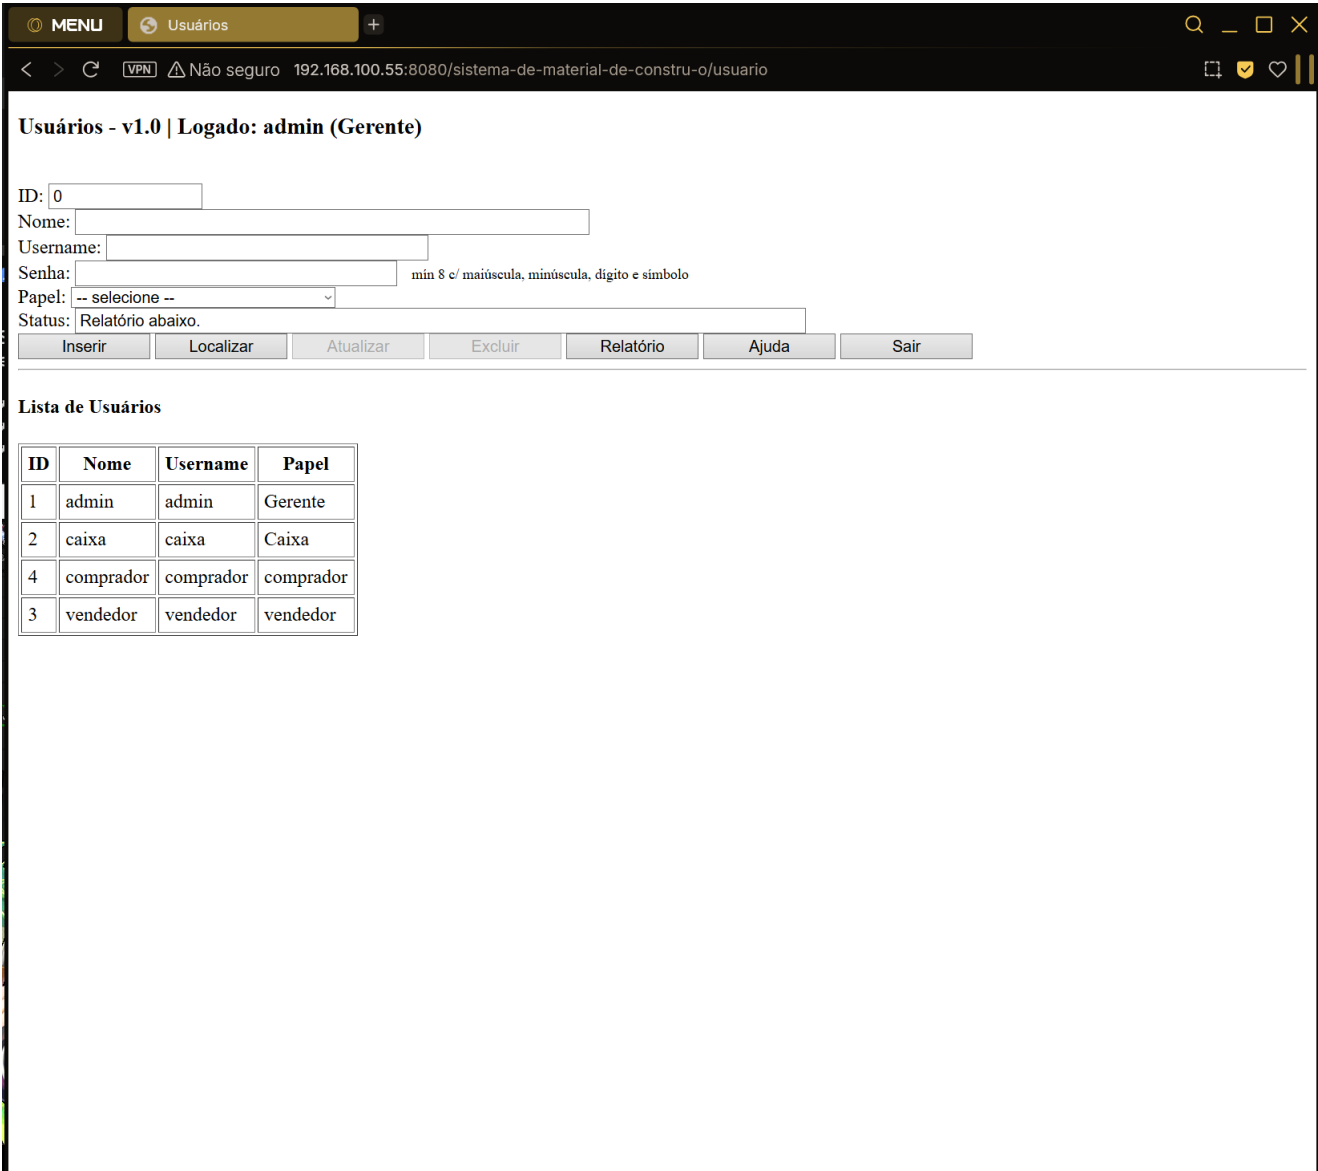 MENU Usuários
VPN Não seguro 192.168.100.55:8080/sistema-de-material-de-constru-o/usuario
Usuários - v1.0 | Logado: admin (Gerente)
ID: 0
Nome:
Username:
Senha: min 8 c/ maiúscula, minúscula, dígito e símbolo
Papel: -- selecione --
Status: Relatório abaixo.
Inserir Localizar Atualizar Excluir Relatório Ajuda Sair
Lista de Usuários
ID Nome Username Papel
1 admin admin Gerente
2 caixa caixa Caixa
4 comprador comprador comprador
3 vendedor vendedor vendedor